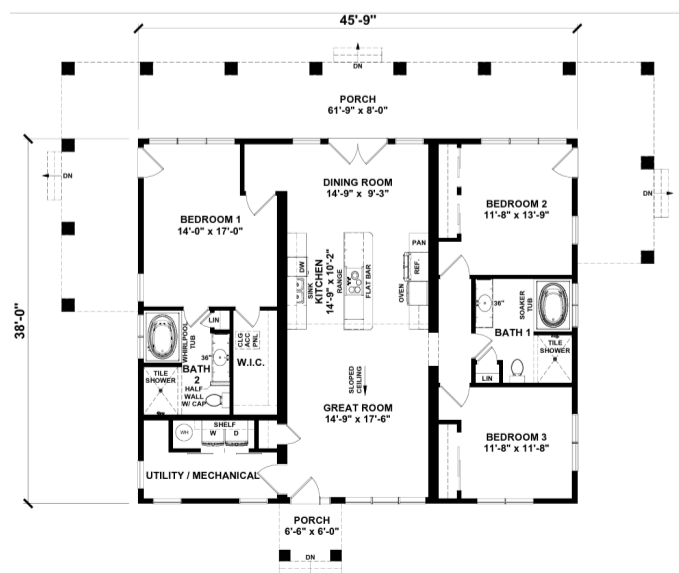 45'-9"
DN
PORCH
61'-9" x 8'-0"
DN
DN
DINING ROOM
14'-9" x 9'-3"
BEDROOM 1
14'-0" x 17'-0"
BEDROOM 2
11'-8" x 13'-9"
38'-0"
DW
SINK
KITCHEN
14'-9" x 10'-2"
RANGE
FLAT BAR
PAN
REF.
OVEN
LIN
WHIRLPOOL
TUB
36"
BATH
2
CLG
ACC
PNL
W.I.C.
36"
SOAKER
TUB
BATH 1
TILE
SHOWER
LIN
TILE
SHOWER
HALF
WALL
W/ CAP
SLOPED
CEILING
GREAT ROOM
14'-9" x 17'-6"
SHELF
WH
W
D
BEDROOM 3
11'-8" x 11'-8"
UTILITY / MECHANICAL
PORCH
6'-6" x 6'-0"
DN